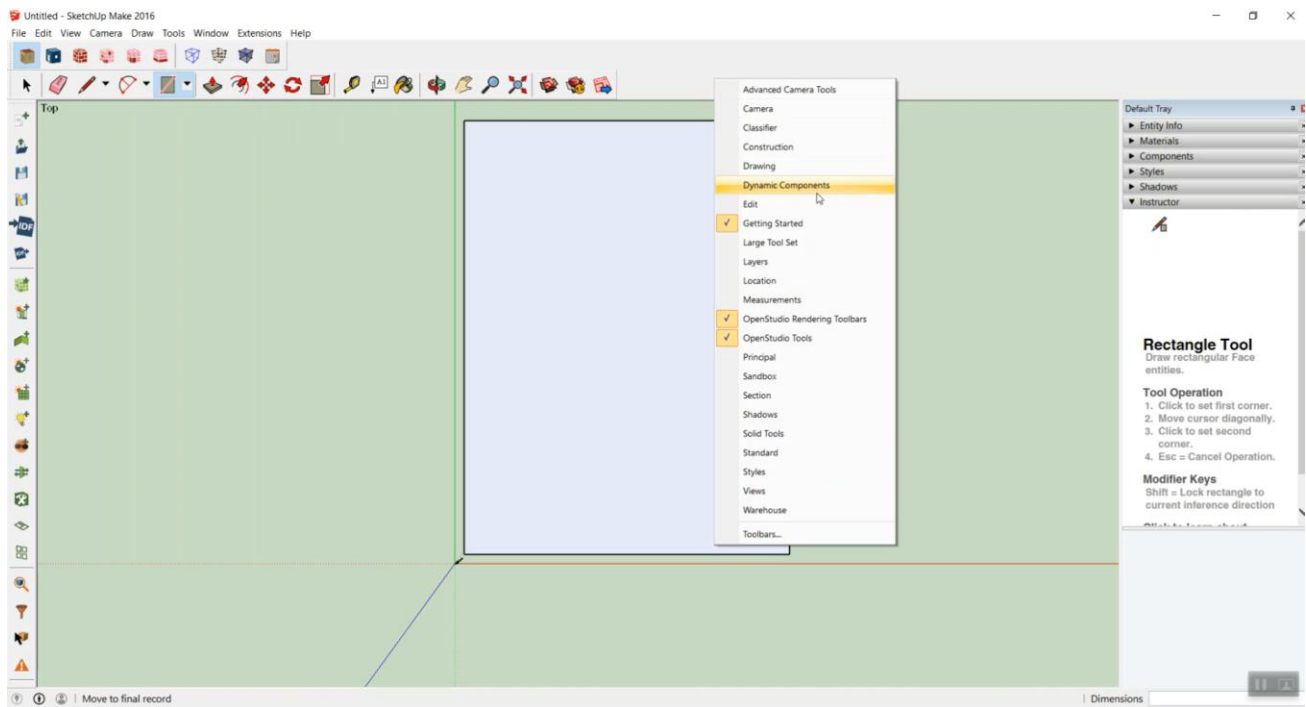 Untitled - SketchUp Make 2016
File Edit View Camera Draw Tools Window Extensions Help
A1
Top
IDF
Advanced Camera Tools
Camera
Classifier
Construction
Drawing
Dynamic Components
Edit
Getting Started
Large Tool Set
Layers
Location
Measurements
OpenStudio Rendering Toolbars
OpenStudio Tools
Principal
Sandbox
Section
Shadows
Solid Tools
Standard
Styles
Views
Warehouse
Toolbars...
Default Tray
Entity Info
Materials
Components
Styles
Shadows
Instructor
Rectangle Tool
Draw rectangular Face
entities.
Tool Operation
1. Click to set first corner.
2. Move cursor diagonally.
3. Click to set second
corner.
4. Esc = Cancel Operation.
Modifier Keys
Shift = Lock rectangle to
current inference direction
Move to final record
Dimensions